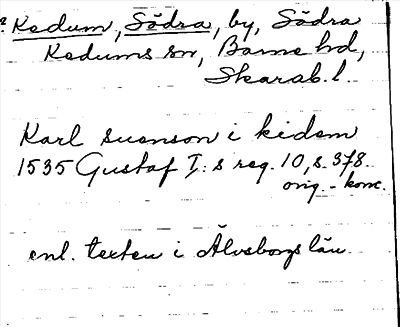 Kedum, Södra, by, Södra
Kedums sn, Barne hd,
Skarab. l.
Karl suenson i kidem
1535 Gustaf I:s reg. 10, s. 378.
orig. - konc.
enl. texten i Älvsborgs län